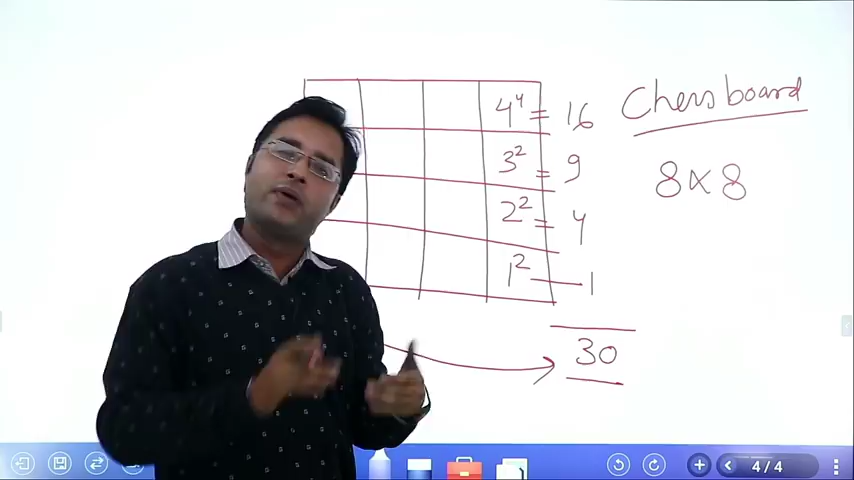 4⁴ = 16
3² = 9
2² = 4
1² — 1
30
Chessboard
8×8
4/4